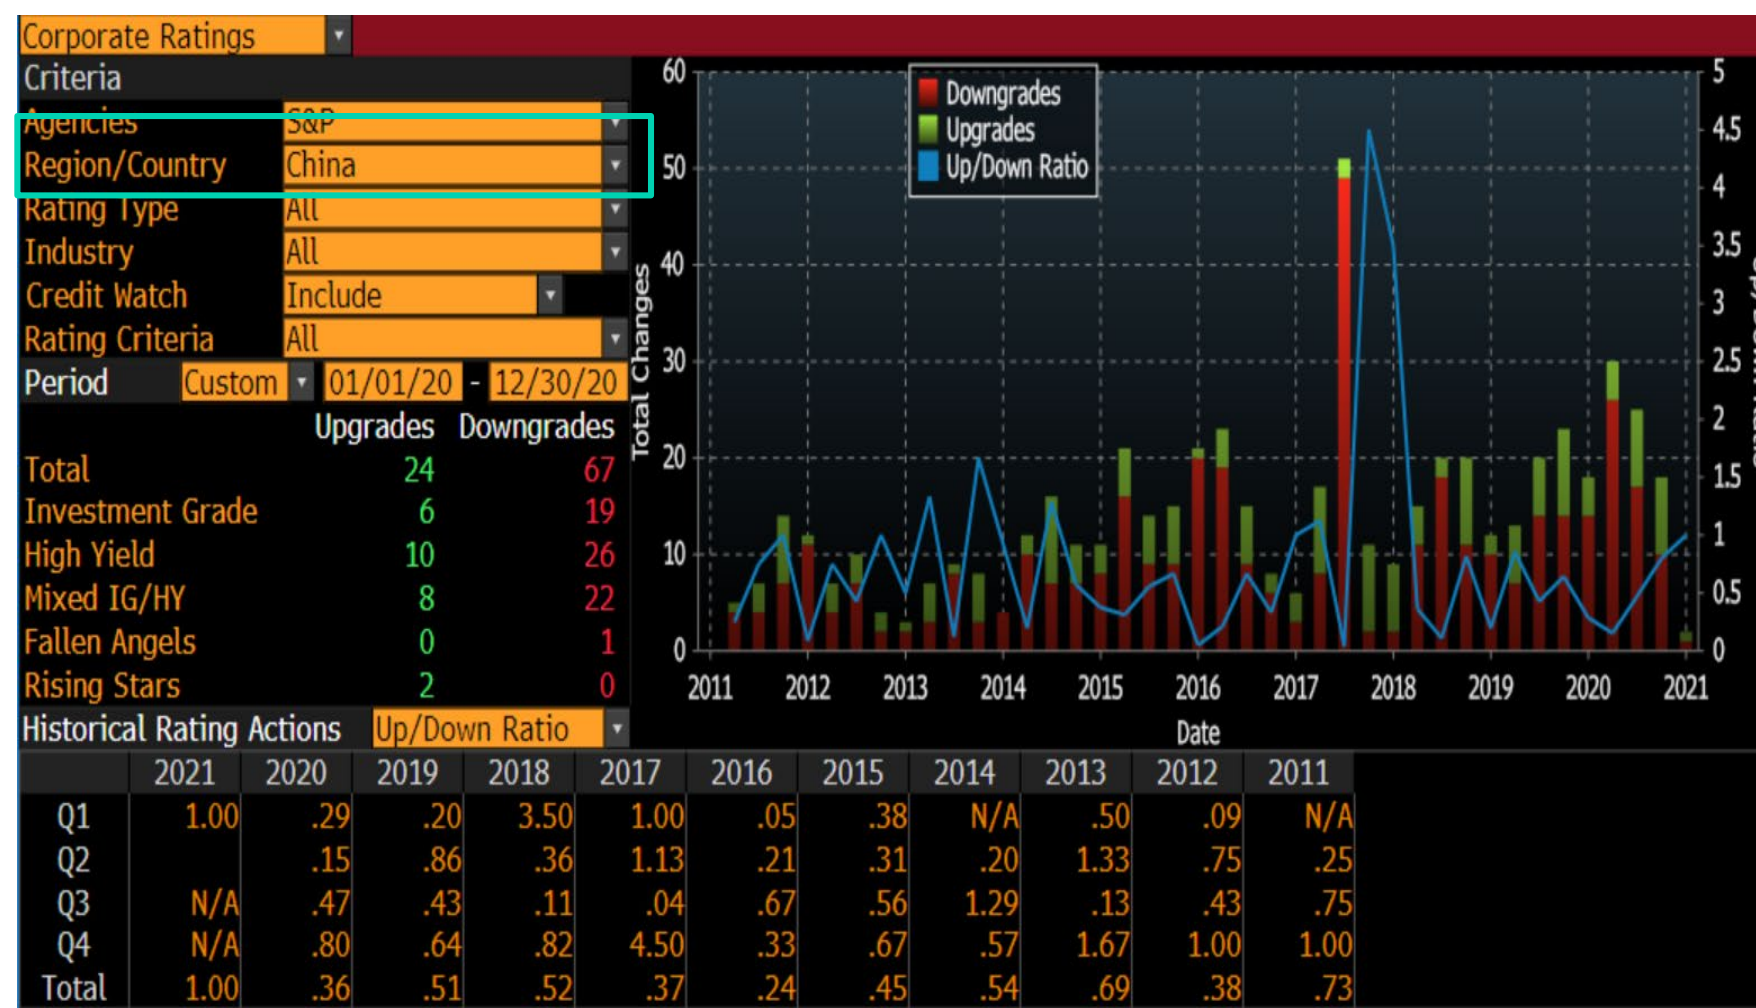 Corporate Ratings
Criteria
Agencies S&P
Region/Country China
Rating Type All
Industry All
Credit Watch Include
Rating Criteria All
Period Custom 01/01/20 - 12/30/20
Upgrades Downgrades
Total 24 67
Investment Grade 6 19
High Yield 10 26
Mixed IG/HY 8 22
Fallen Angels 0 1
Rising Stars 2 0
Downgrades
Upgrades
Up/Down Ratio
Total Changes
60
50
40
30
20
10
0
5
4.5
4
3.5
3
2.5
2
1.5
1
0.5
0
2011 2012 2013 2014 2015 2016 2017 2018 2019 2020 2021
Date
Historical Rating Actions Up/Down Ratio
2021 2020 2019 2018 2017 2016 2015 2014 2013 2012 2011
Q1 1.00 .29 .20 3.50 1.00 .05 .38 N/A .50 .09 N/A
Q2 .15 .86 .36 1.13 .21 .31 .20 1.33 .75 .25
Q3 N/A .47 .43 .11 .04 .67 .56 1.29 .13 .43 .75
Q4 N/A .80 .64 .82 4.50 .33 .67 .57 1.67 1.00 1.00
Total 1.00 .36 .51 .52 .37 .24 .45 .54 .69 .38 .73